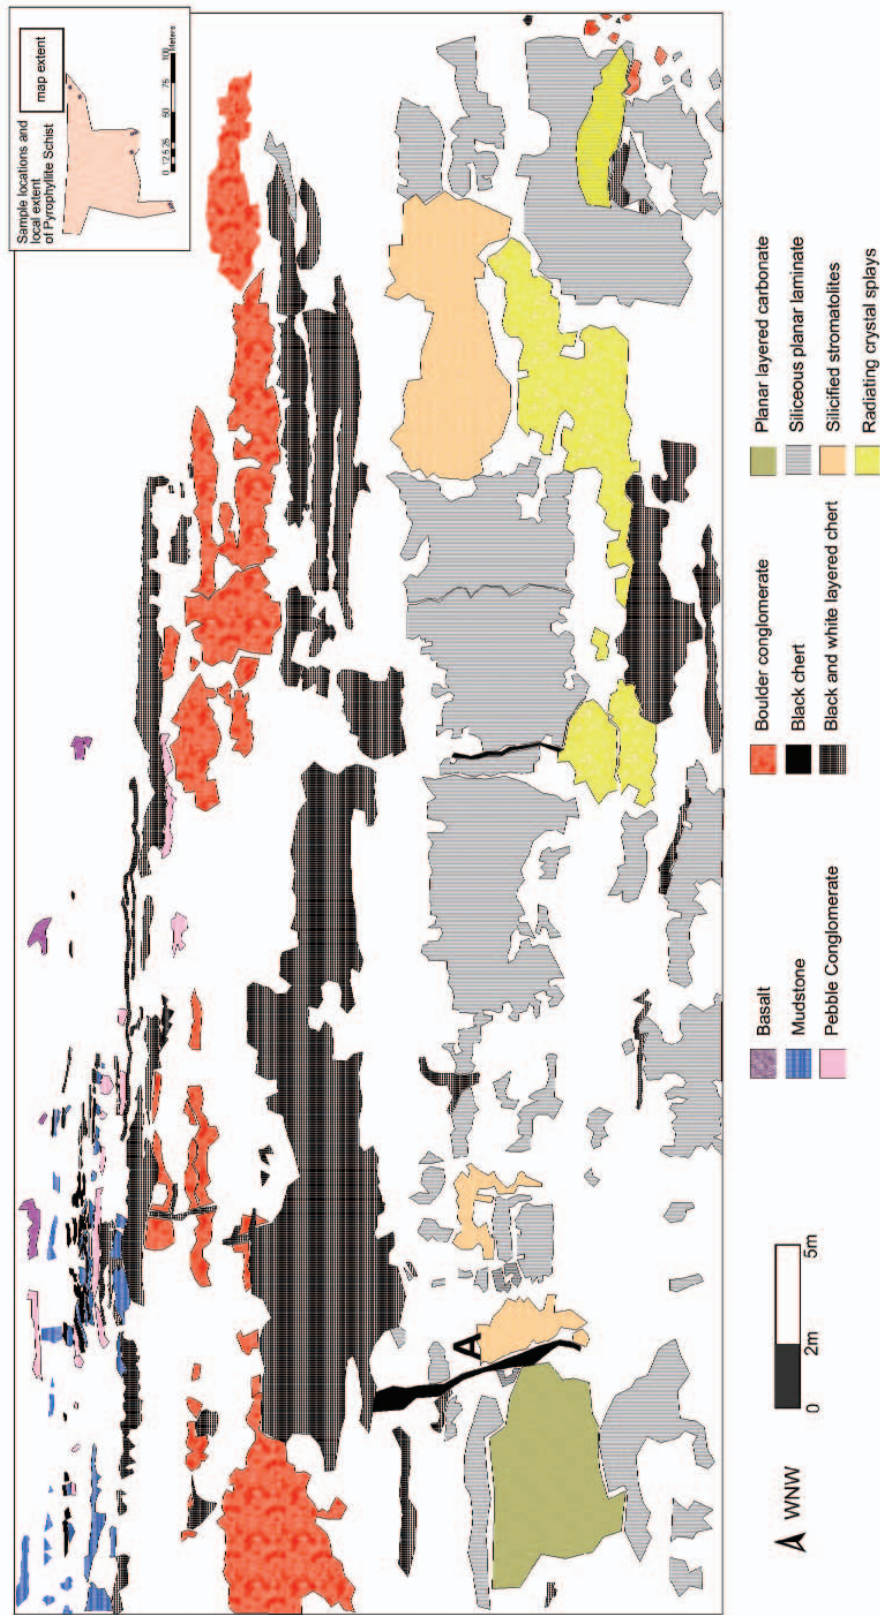 Sample locations and
local extent
of Pyrophyllite Schist
map extent
0 12.5 25 50 75 100
Meters
A
WNW
0 2m 5m
Basalt
Mudstone
Pebble Conglomerate
Boulder conglomerate
Black chert
Black and white layered chert
Planar layered carbonate
Siliceous planar laminate
Silicified stromatolites
Radiating crystal splays